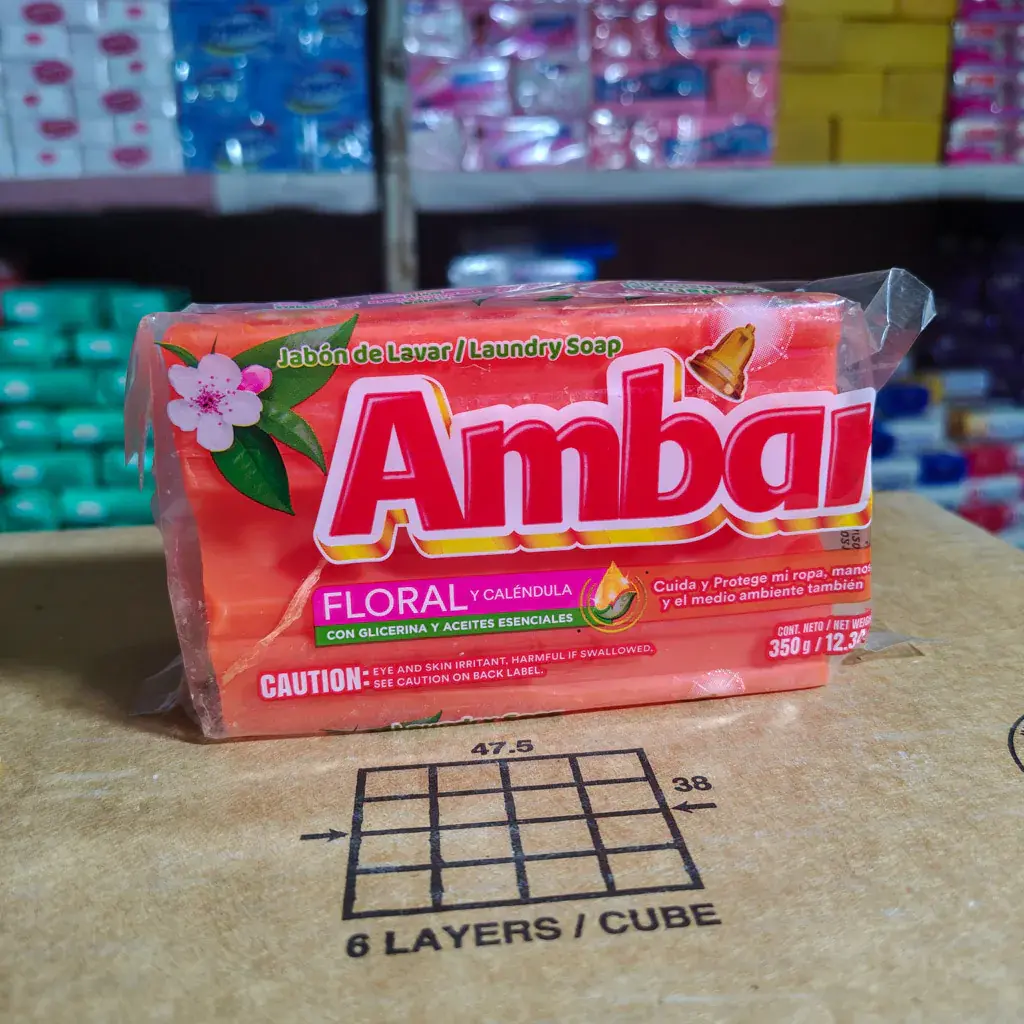 Jabón de Lavar / Laundry Soap
Ambar
FLORAL Y CALÉNDULA
CON GLICERINA Y ACEITES ESENCIALES
Cuida y Protege mi ropa, manos
y el medio ambiente también
CONT. NETO / NET WEIGH
350 g / 12.34
CAUTION: EYE AND SKIN IRRITANT, HARMFUL IF SWALLOWED.
SEE CAUTION ON BACK LABEL.
47.5
38
6 LAYERS / CUBE